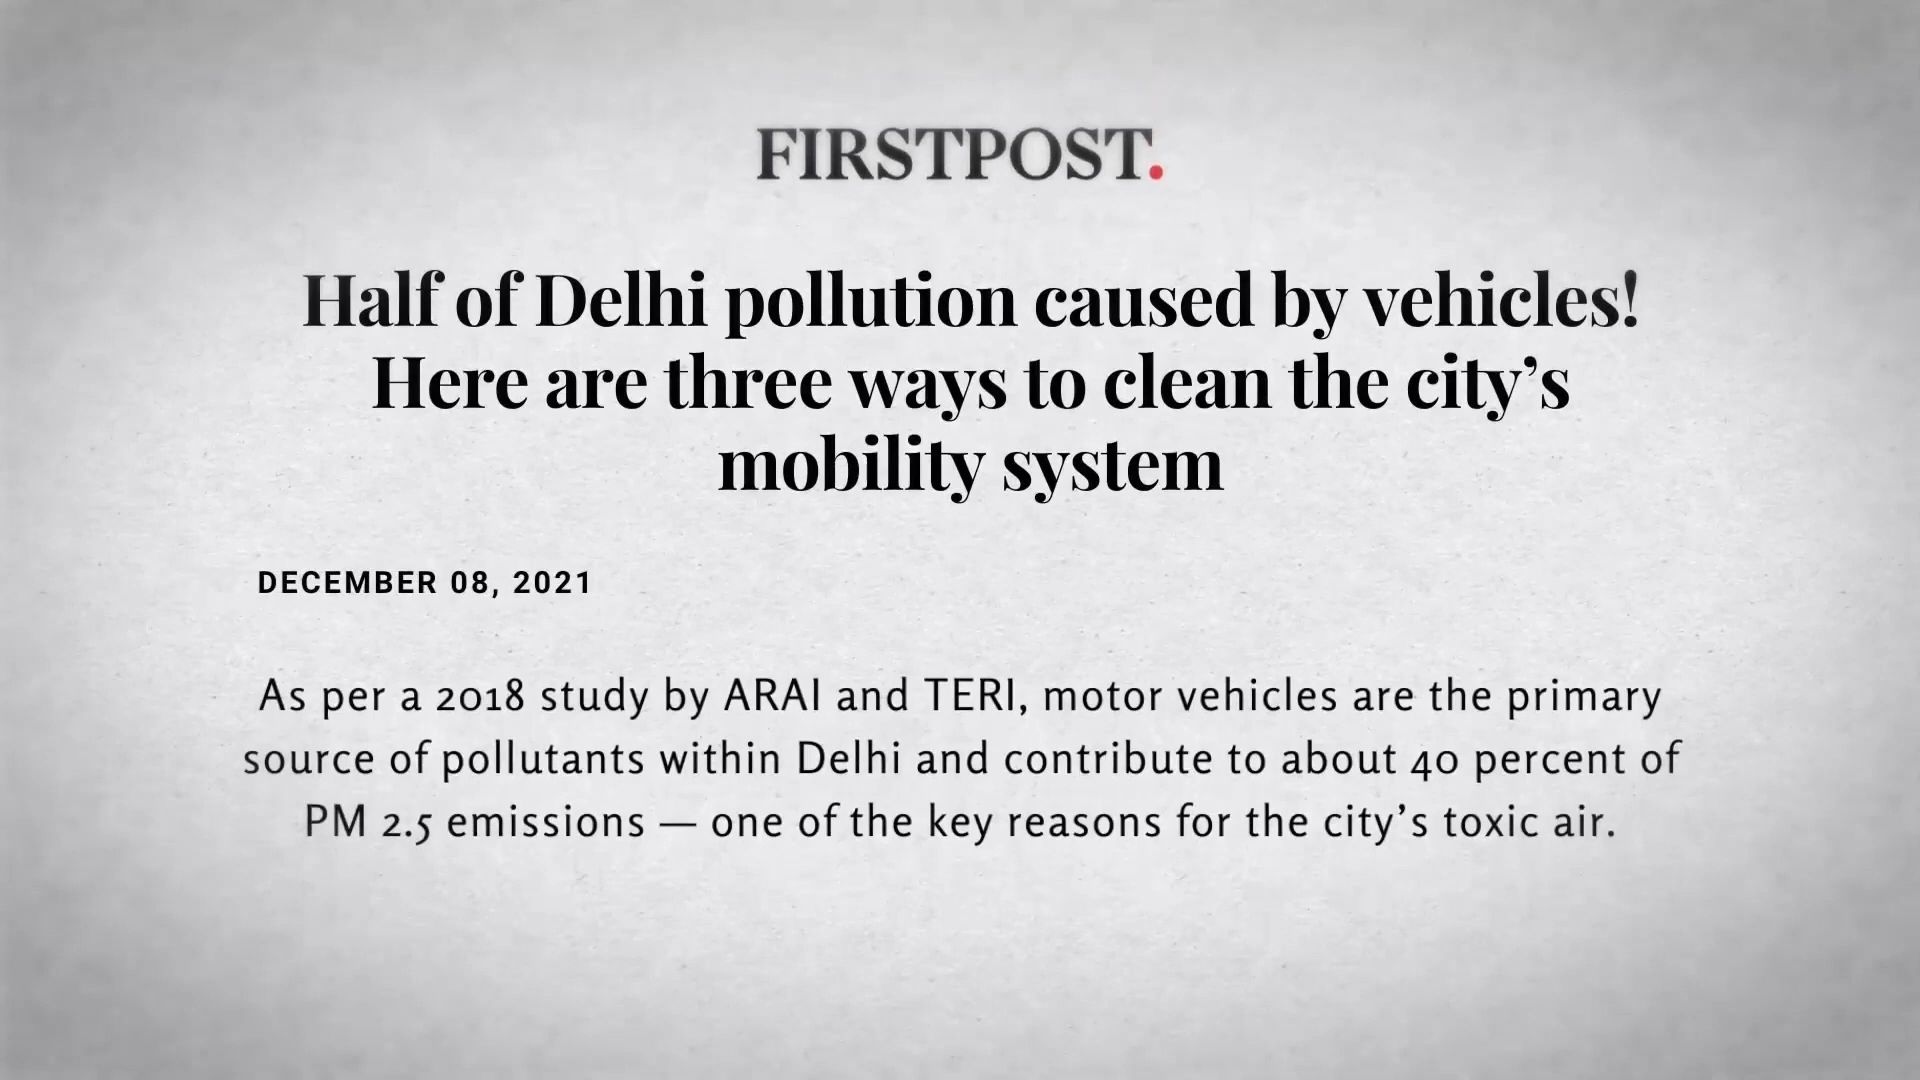 FIRSTPOST.
Half of Delhi pollution caused by vehicles!
Here are three ways to clean the city’s
mobility system
DECEMBER 08, 2021
As per a 2018 study by ARAI and TERI, motor vehicles are the primary
source of pollutants within Delhi and contribute to about 40 percent of
PM 2.5 emissions — one of the key reasons for the city’s toxic air.